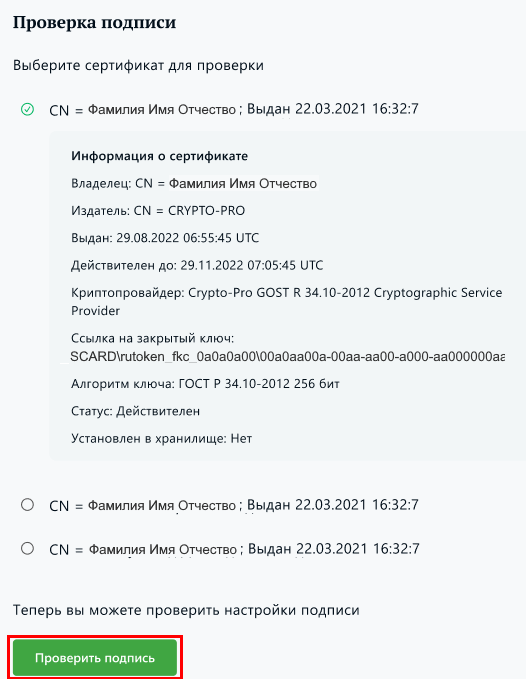 Проверка подписи
Выберите сертификат для проверки
CN = Фамилия Имя Отчество ; Выдан 22.03.2021 16:32:7
Информация о сертификате
Владелец: CN = Фамилия Имя Отчество
Издатель: CN = CRYPTO-PRO
Выдан: 29.08.2022 06:55:45 UTC
Действителен до: 29.11.2022 07:05:45 UTC
Криптопровайдер: Crypto-Pro GOST R 34.10-2012 Cryptographic Service
Provider
Ссылка на закрытый ключ:
SCARD\rutoken_fkc_0a0a0a00\00a0aa00a-00aa-aa00-a000-aa000000aa
Алгоритм ключа: ГОСТ Р 34.10-2012 256 бит
Статус: Действителен
Установлен в хранилище: Нет
CN = Фамилия Имя Отчество ; Выдан 22.03.2021 16:32:7
CN = Фамилия Имя Отчество ; Выдан 22.03.2021 16:32:7
Теперь вы можете проверить настройки подписи
Проверить подпись